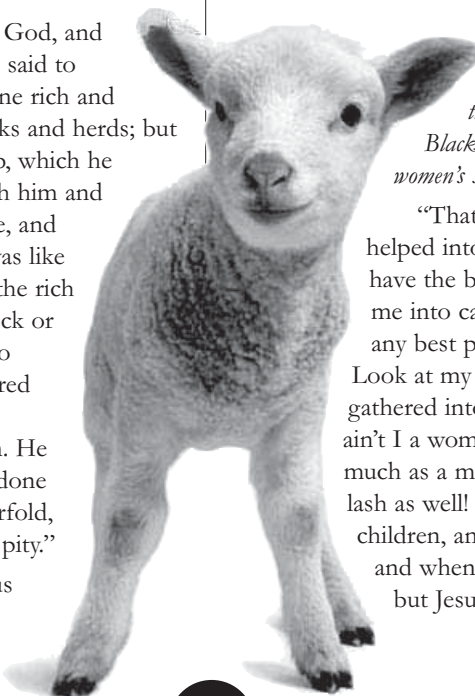 God, and
said to
ne rich and
ks and herds; but
, which he
h him and
e, and
as like
the rich
ck or
o
red
. He
done
rfold,
pity.”
us
Black
women’s
“That
helped into
have the b
me into ca
any best p
Look at my
gathered into
ain’t I a wom
much as a m
lash as well!
children, an
and when
but Jesu